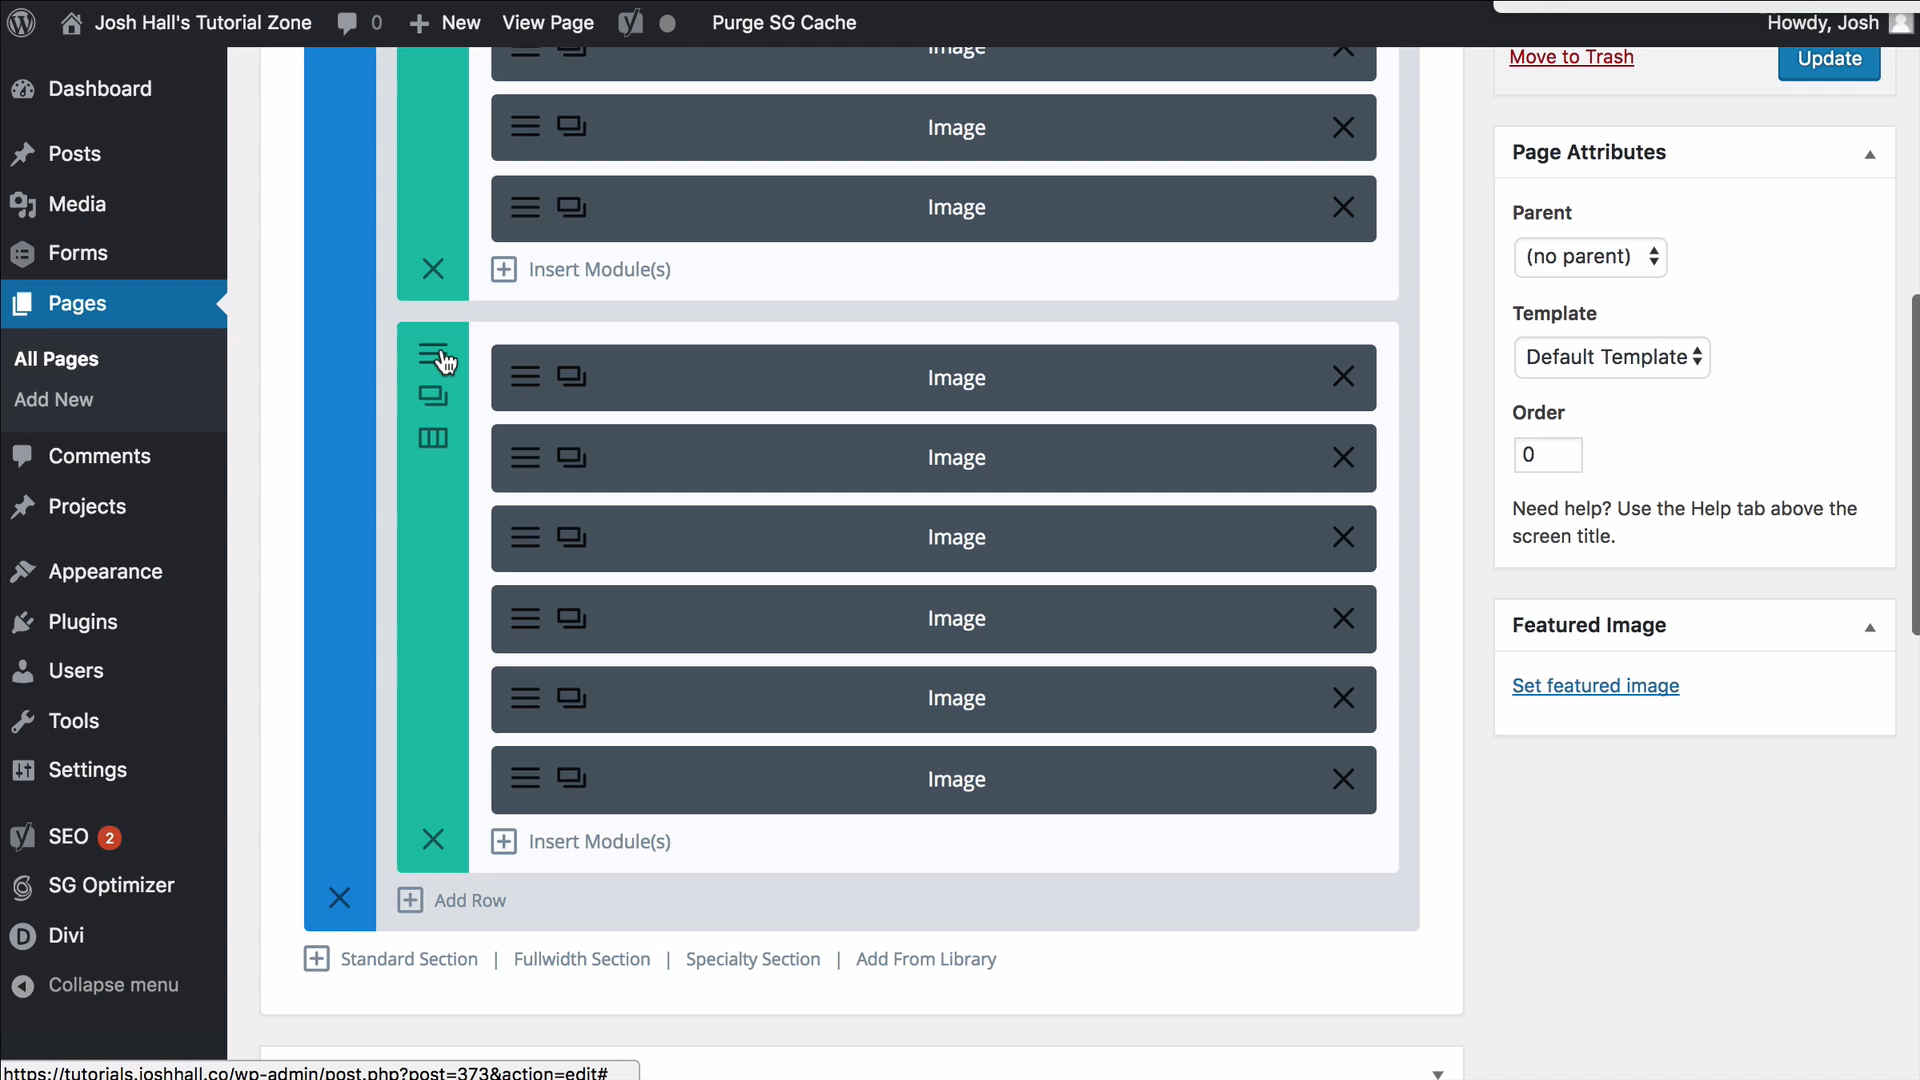 Josh Hall's Tutorial Zone 0 New View Page Purge SG Cache Howdy, Josh
Dashboard
Posts
Media
Forms
Pages
All Pages
Add New
Comments
Projects
Appearance
Plugins
Users
Tools
Settings
SEO 2
SG Optimizer
Divi
Collapse menu
Image
Image
Image
Insert Module(s)
Image
Image
Image
Image
Image
Image
Insert Module(s)
Add Row
Standard Section | Fullwidth Section | Specialty Section | Add From Library
Move to Trash Update
Page Attributes
Parent
(no parent)
Template
Default Template
Order
0
Need help? Use the Help tab above the
screen title.
Featured Image
Set featured image
https://tutorials.joshhall.co/wp-admin/post.php?post=373&action=edit#